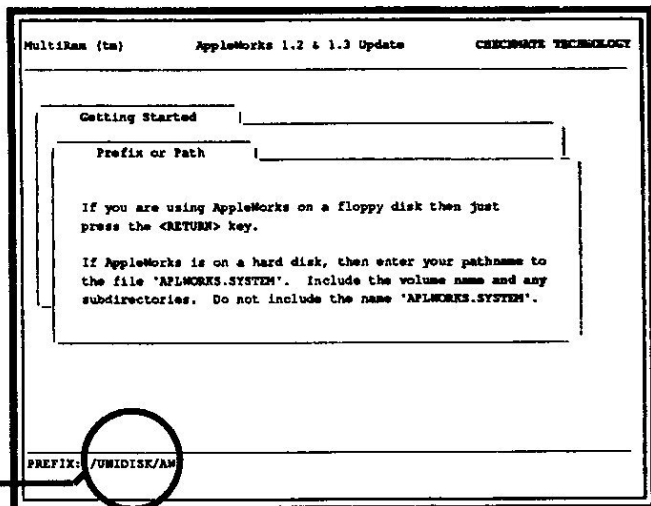 MultiRam (tm) AppleWorks 1.2 & 1.3 Update CHECKMATE TECHNOLOGY
Getting Started
Prefix or Path
If you are using AppleWorks on a floppy disk then just
press the <RETURN> key.
If AppleWorks is on a hard disk, then enter your pathname to
the file "APLWORKS.SYSTEM". Include the volume name and any
subdirectories. Do not include the name "APLWORKS.SYSTEM".
PREFIX: /UNIDISK/AW